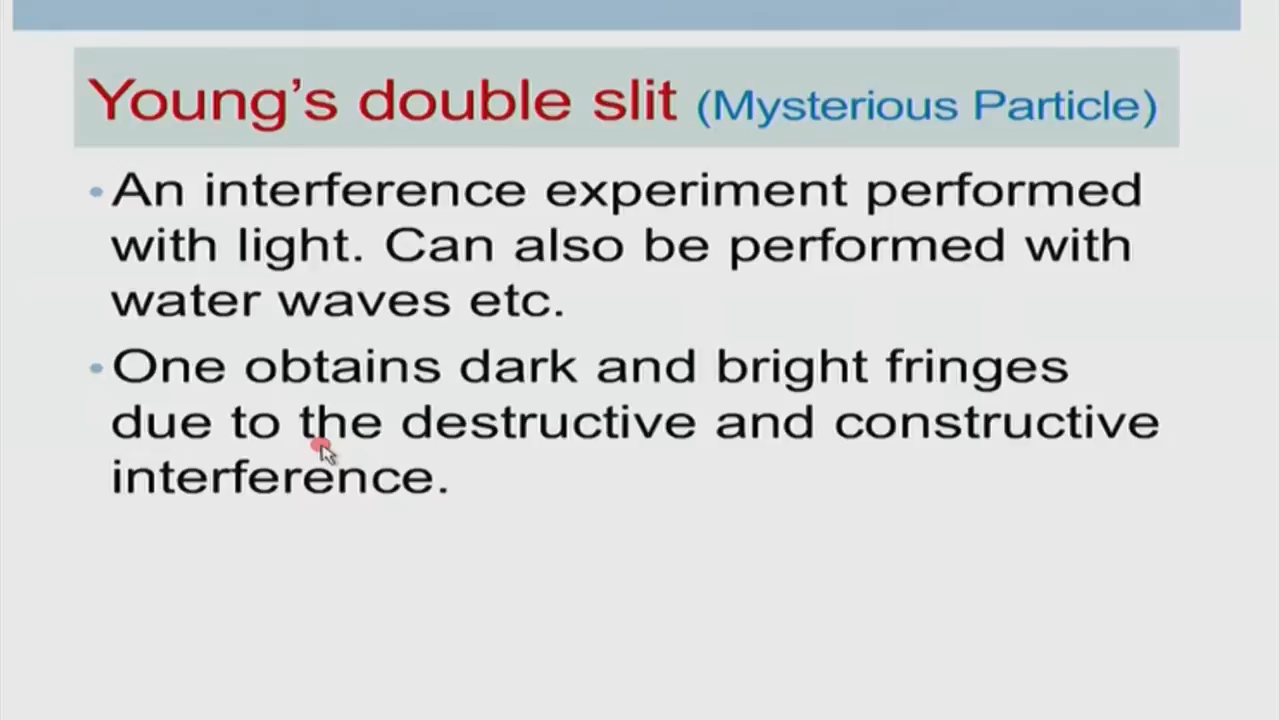 Young's double slit (Mysterious Particle)
• An interference experiment performed
with light. Can also be performed with
water waves etc.
• One obtains dark and bright fringes
due to the destructive and constructive
interference.